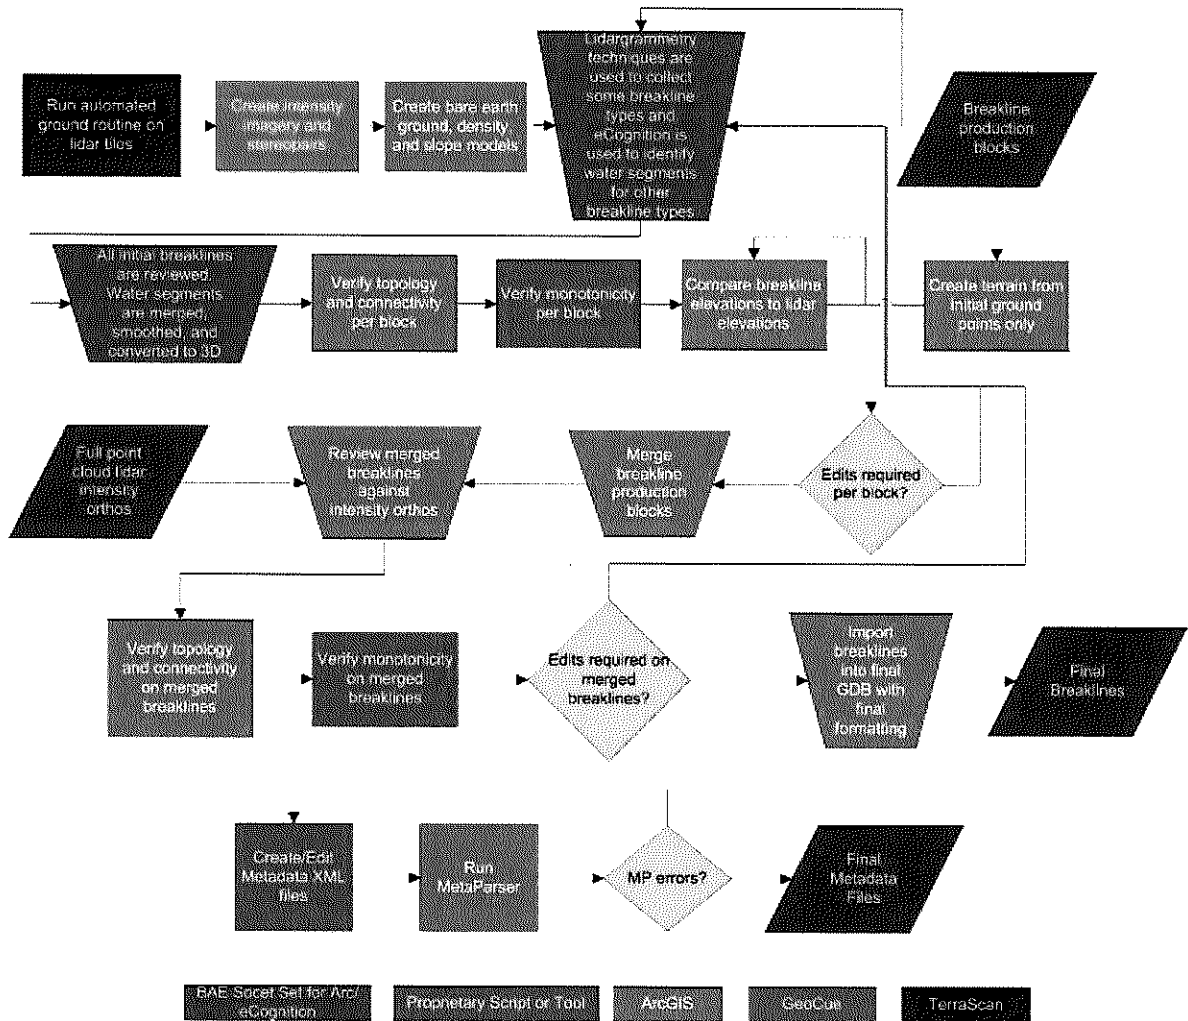 Run automated
ground routine on
lidar tiles
Create intensity
imagery and
stereopairs
Create bare earth
ground, density
and slope models
Lidargrammetry
techniques are
used to collect
some breakline
types and
eCognition is
used to identify
water segments
for other
breakline types
Breakline
production
blocks
All initial breaklines
are reviewed.
Water segments
are merged,
smoothed, and
converted to 3D
Verify topology
and connectivity
per block
Verify monotonicity
per block
Compare breakline
elevations to lidar
elevations
Create terrain from
initial ground
points only
Full point
cloud lidar
intensity
orthos
Review merged
breaklines
against
intensity orthos
Merge
breakline
production
blocks
Edits required
per block?
Verify topology
and connectivity
on merged
breaklines
Verify monotonicity
on merged
breaklines
Edits required on
merged
breaklines?
Import
breaklines
into final
GDB with
final
formatting
Final
Breaklines
Create/Edit
Metadata XML
files
Run
MetaParser
MP errors?
Final
Metadata
Files
BAE Socet Set for Arc/
eCognition
Proprietary Script or Tool
ArcGIS
GeoCue
TerraScan